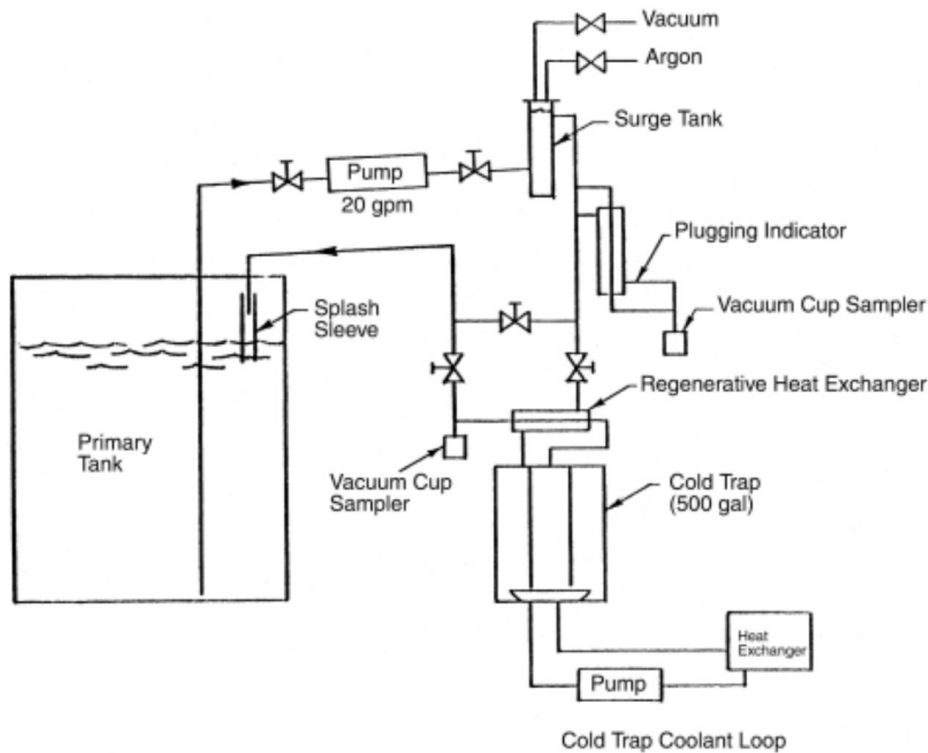 Vacuum
Argon
Surge Tank
Pump
20 gpm
Plugging Indicator
Splash
Sleeve
Vacuum Cup Sampler
Regenerative Heat Exchanger
Primary
Tank
Vacuum Cup
Sampler
Cold Trap
(500 gal)
Heat
Exchanger
Pump
Cold Trap Coolant Loop